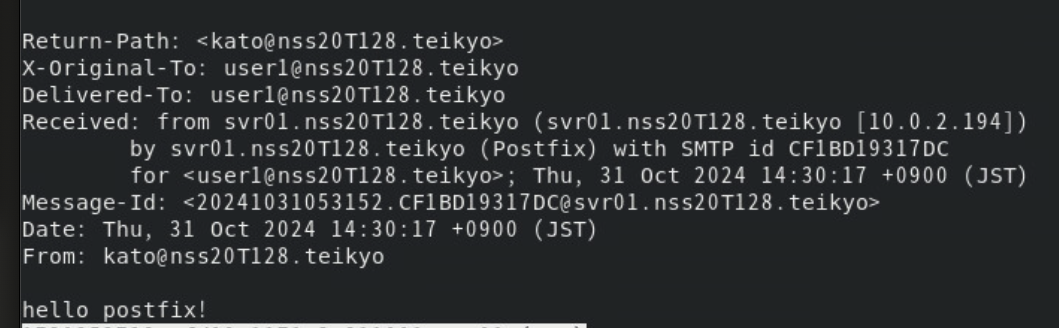 Return-Path: <kato@nss20T128.teikyo>
X-Original-To: user1@nss20T128.teikyo
Delivered-To: user1@nss20T128.teikyo
Received: from svr01.nss20T128.teikyo (svr01.nss20T128.teikyo [10.0.2.194])
by svr01.teikyo (Postfix) with SMTP id CF1BD19317DC
for <user1@nss20T128.teikyo>; Thu, 31 Oct 2024 14:30:17 +0900 (JST)
Message-Id: <20241031053152.CF1BD19317DC@svr01.nss20T128.teikyo>
Date: Thu, 31 Oct 2024 14:30:17 +0900 (JST)
From: kato@nss20T128.teikyo
hello postfix!